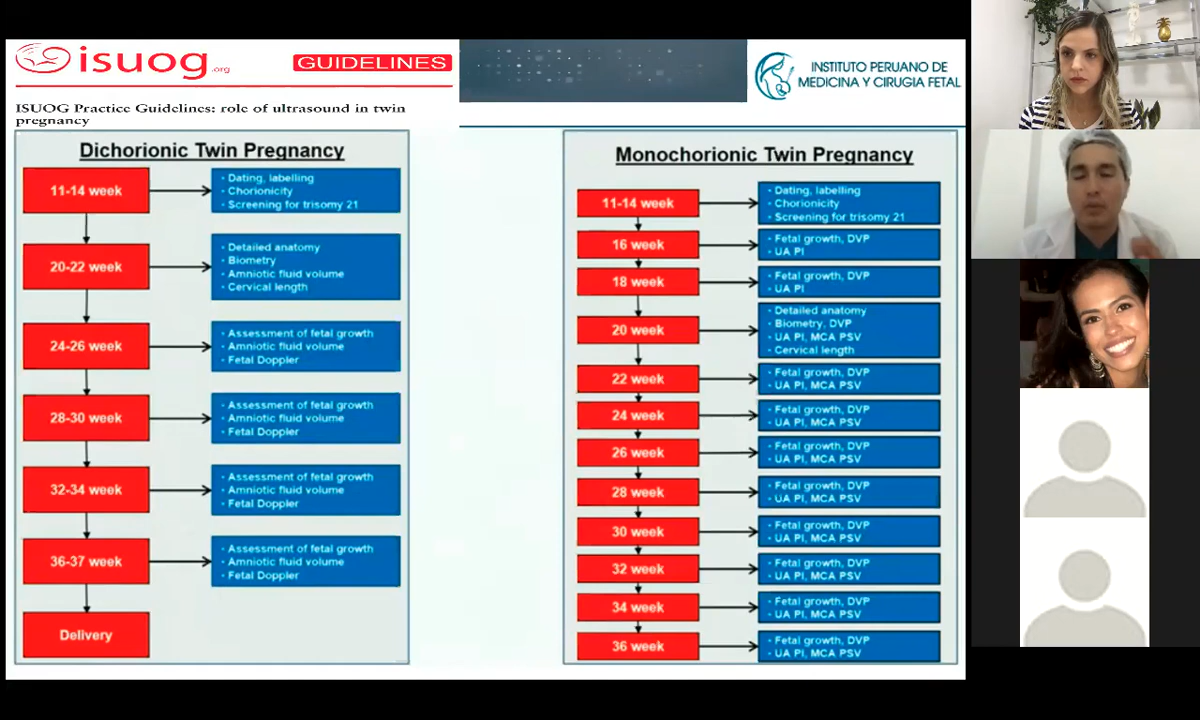 isuog.org
GUIDELINES
INSTITUTO PERUANO DE
MEDICINA Y CIRUGIA FETAL
ISUOG Practice Guidelines: role of ultrasound in twin
pregnancy
Dichorionic Twin Pregnancy
11-14 week
• Dating, labelling
• Chorionicity
• Screening for trisomy 21
20-22 week
• Detailed anatomy
• Biometry
• Amniotic fluid volume
• Cervical length
24-26 week
• Assessment of fetal growth
• Amniotic fluid volume
• Fetal Doppler
28-30 week
• Assessment of fetal growth
• Amniotic fluid volume
• Fetal Doppler
32-34 week
• Assessment of fetal growth
• Amniotic fluid volume
• Fetal Doppler
36-37 week
• Assessment of fetal growth
• Amniotic fluid volume
• Fetal Doppler
Delivery
Monochorionic Twin Pregnancy
11-14 week
• Dating, labelling
• Chorionicity
• Screening for trisomy 21
16 week
• Fetal growth, DVP
• UA PI
18 week
• Fetal growth, DVP
• UA PI
20 week
• Detailed anatomy
• Biometry, DVP
• UA PI, MCA PSV
• Cervical length
22 week
• Fetal growth, DVP
• UA PI, MCA PSV
24 week
• Fetal growth, DVP
• UA PI, MCA PSV
26 week
• Fetal growth, DVP
• UA PI, MCA PSV
28 week
• Fetal growth, DVP
• UA PI, MCA PSV
30 week
• Fetal growth, DVP
• UA PI, MCA PSV
32 week
• Fetal growth, DVP
• UA PI, MCA PSV
34 week
• Fetal growth, DVP
• UA PI, MCA PSV
36 week
• Fetal growth, DVP
• UA PI, MCA PSV